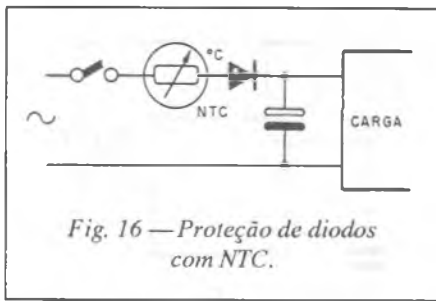 °C
NTC
CARGA
Fig. 16 — Proteção de diodos
com NTC.